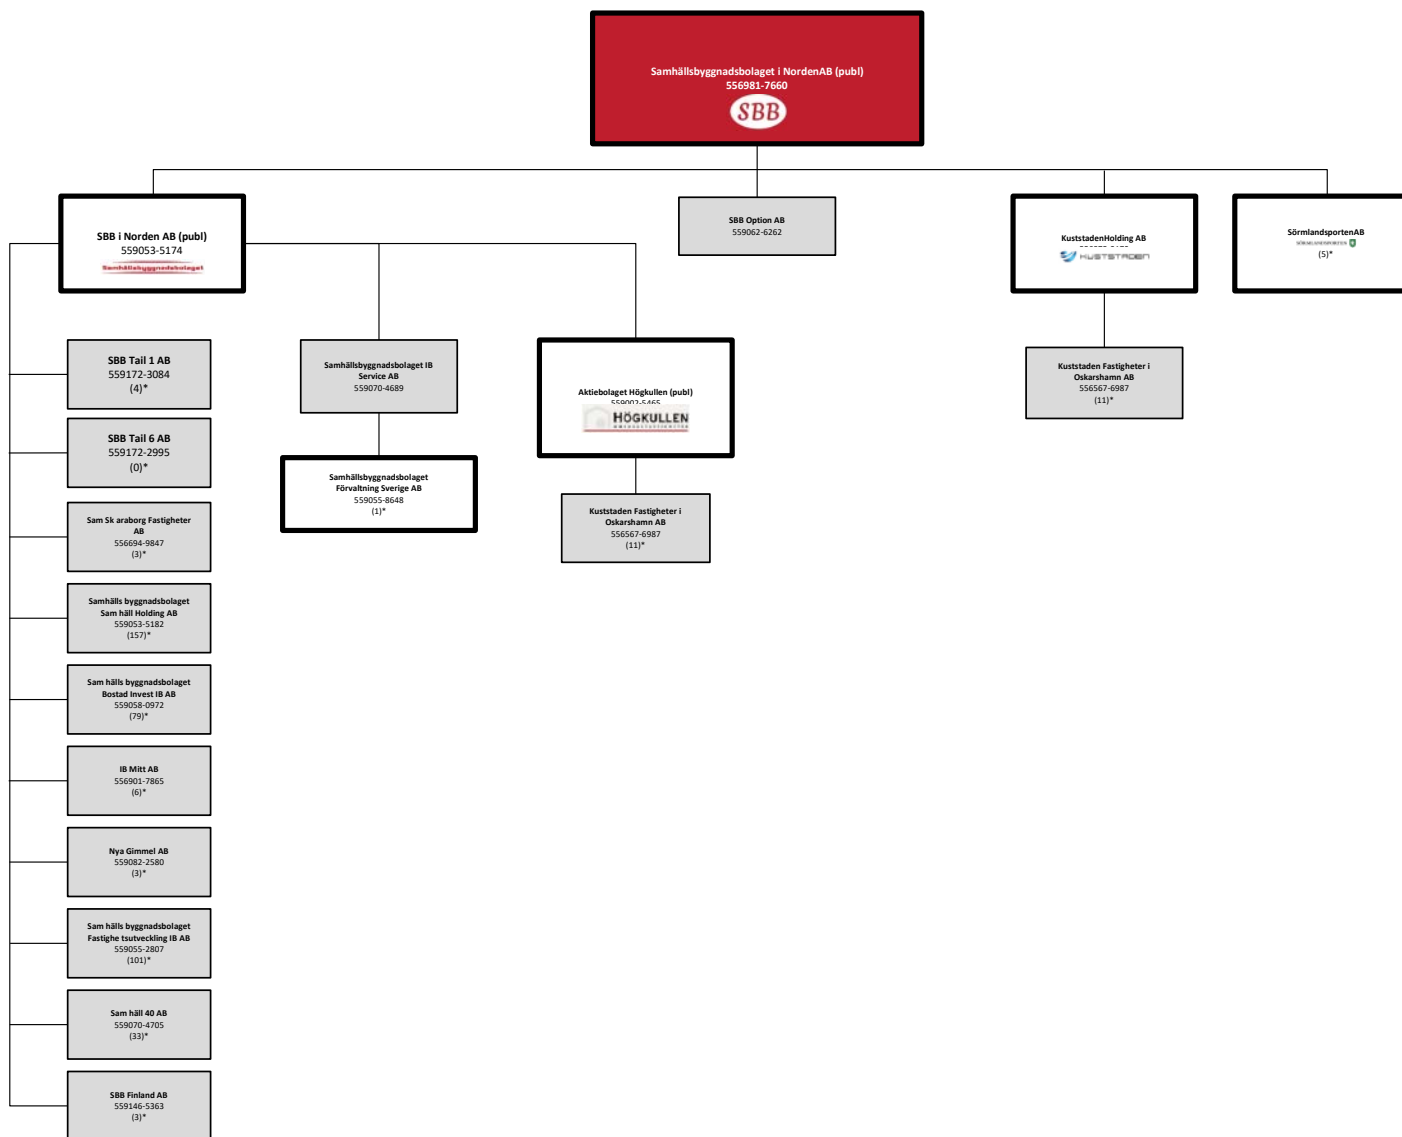 Samhällsbyggnadsbolaget i NordenAB (publ)
556981-7660
SBB
SBB i Norden AB (publ)
559053-5174
Samhällsbyggnadsbolaget
SBB Option AB
559062-6262
KuststadenHolding AB
KUSTSTADEN
SörmlandsportenAB
SÖRMLANDSPORTEN
(5)*
SBB Tail 1 AB
559172-3084
(4)*
Samhällsbyggnadsbolaget IB
Service AB
559070-4689
Aktiebolaget Högkullen (publ)
559002-5465
HÖGKULLEN
Kuststaden Fastigheter i
Oskarshamn AB
556567-6987
(11)*
SBB Tail 6 AB
559172-2995
(0)*
Samhällsbyggnadsbolaget
Förvaltning Sverige AB
559055-8648
(1)*
Kuststaden Fastigheter i
Oskarshamn AB
556567-6987
(11)*
Sam Sk araborg Fastigheter
AB
556694-9847
(3)*
Samhälls byggnadsbolaget
Sam häll Holding AB
559053-5182
(157)*
Sam hälls byggnadsbolaget
Bostad Invest IB AB
559058-0972
(79)*
IB Mitt AB
556901-7865
(6)*
Nya Gimmel AB
559082-2580
(3)*
Sam hälls byggnadsbolaget
Fastighe tsutveckling IB AB
559055-2807
(101)*
Sam häll 40 AB
559070-4705
(33)*
SBB Finland AB
559146-5363
(3)*